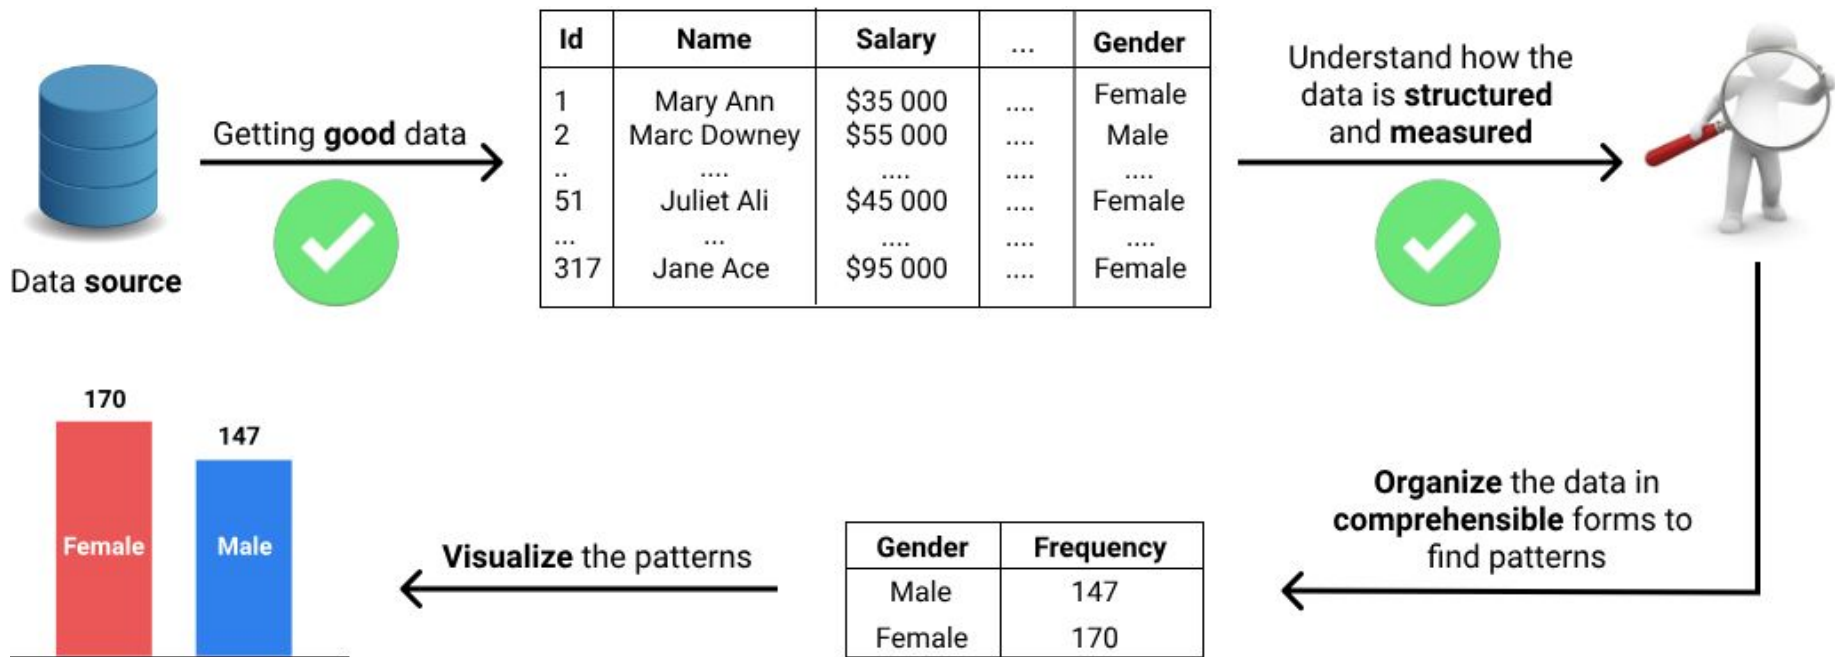 Data source
Getting good data
Id Name Salary ... Gender
1 Mary Ann $35 000 .... Female
2 Marc Downey $55 000 .... Male
.. .... .... .... ....
51 Juliet Ali $45 000 .... Female
... ... .... .... ....
317 Jane Ace $95 000 .... Female
Understand how the
data is structured
and measured
Organize the data in
comprehensible forms to
find patterns
Gender Frequency
Male 147
Female 170
Visualize the patterns
170
147
Female
Male